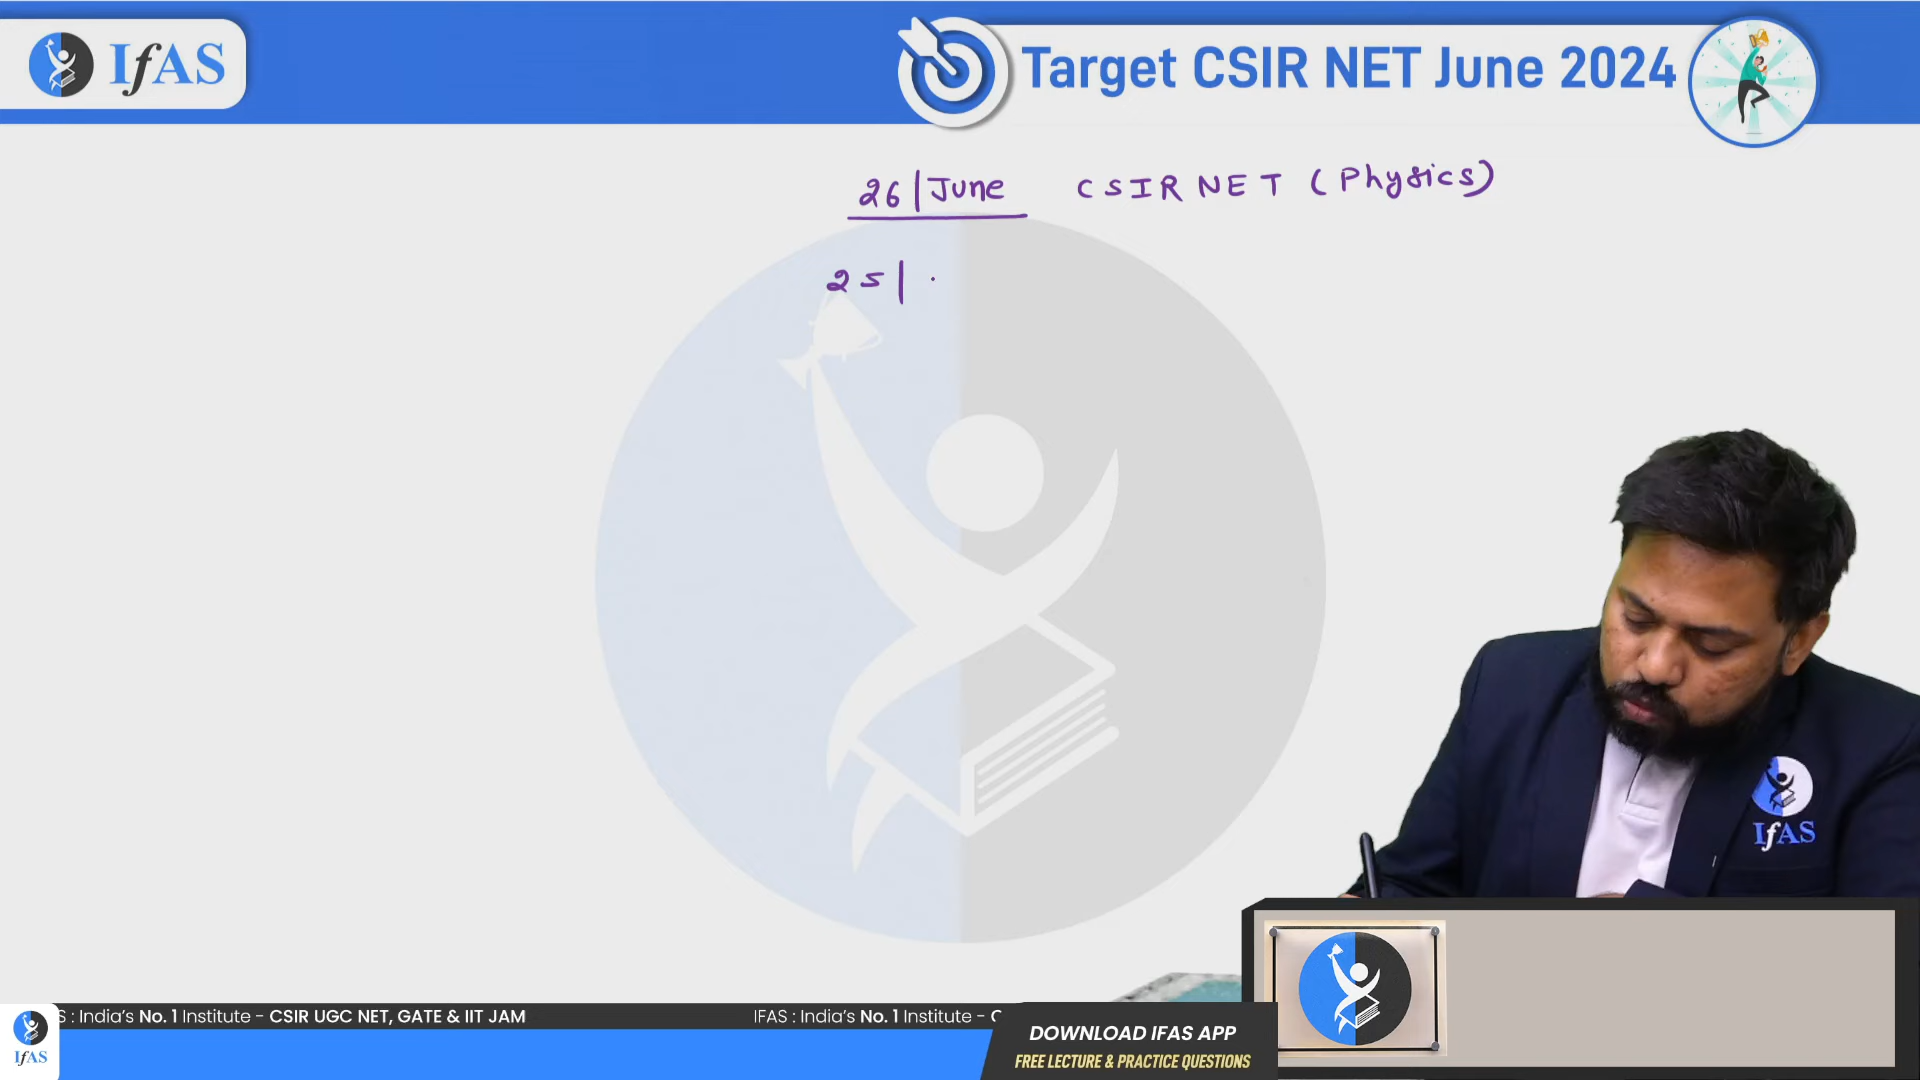 IfAS
Target CSIR NET June 2024
26|June CSIR NET (Physics)
25|
IfAS
S : India's No. 1 Institute - CSIR UGC NET, GATE & IIT JAM
IFAS : India's No. 1 Institute - C
DOWNLOAD IFAS APP
FREE LECTURE & PRACTICE QUESTIONS
IfAS